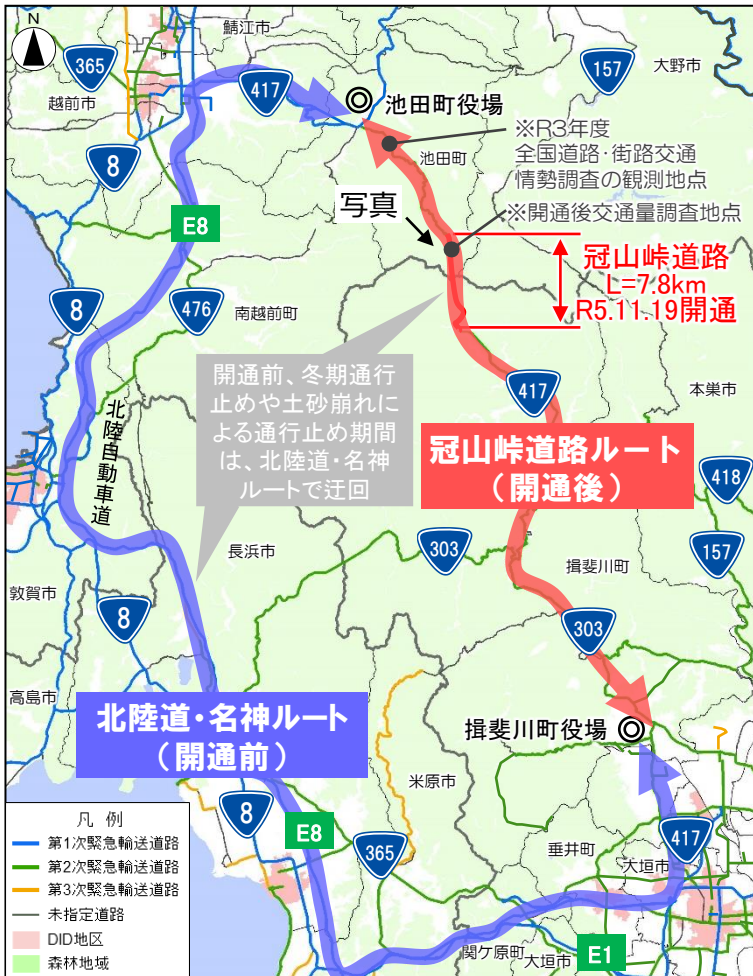 N
鯖江市
365
越前市
417
157
大野市
池田町役場
8
池田町
※R3年度
全国道路・街路交通
情勢調査の観測地点
写真
※開通後交通量調査地点
E8
冠山峠道路
L=7.8km
R5.11.19開通
8
476
南越前町
開通前、冬期通行
止めや土砂崩れに
よる通行止め期間
は、北陸道・名神
ルートで迂回
417
本巣市
北陸自動車道
冠山峠道路ルート
（開通後）
418
303
157
長浜市
揖斐川町
敦賀市
8
303
高島市
北陸道・名神ルート
（開通前）
揖斐川町役場
米原市
8
E8
365
垂井町
417
大垣市
関ケ原町
大垣市
E1
凡 例
第1次緊急輸送道路
第2次緊急輸送道路
第3次緊急輸送道路
未指定道路
DID地区
森林地域